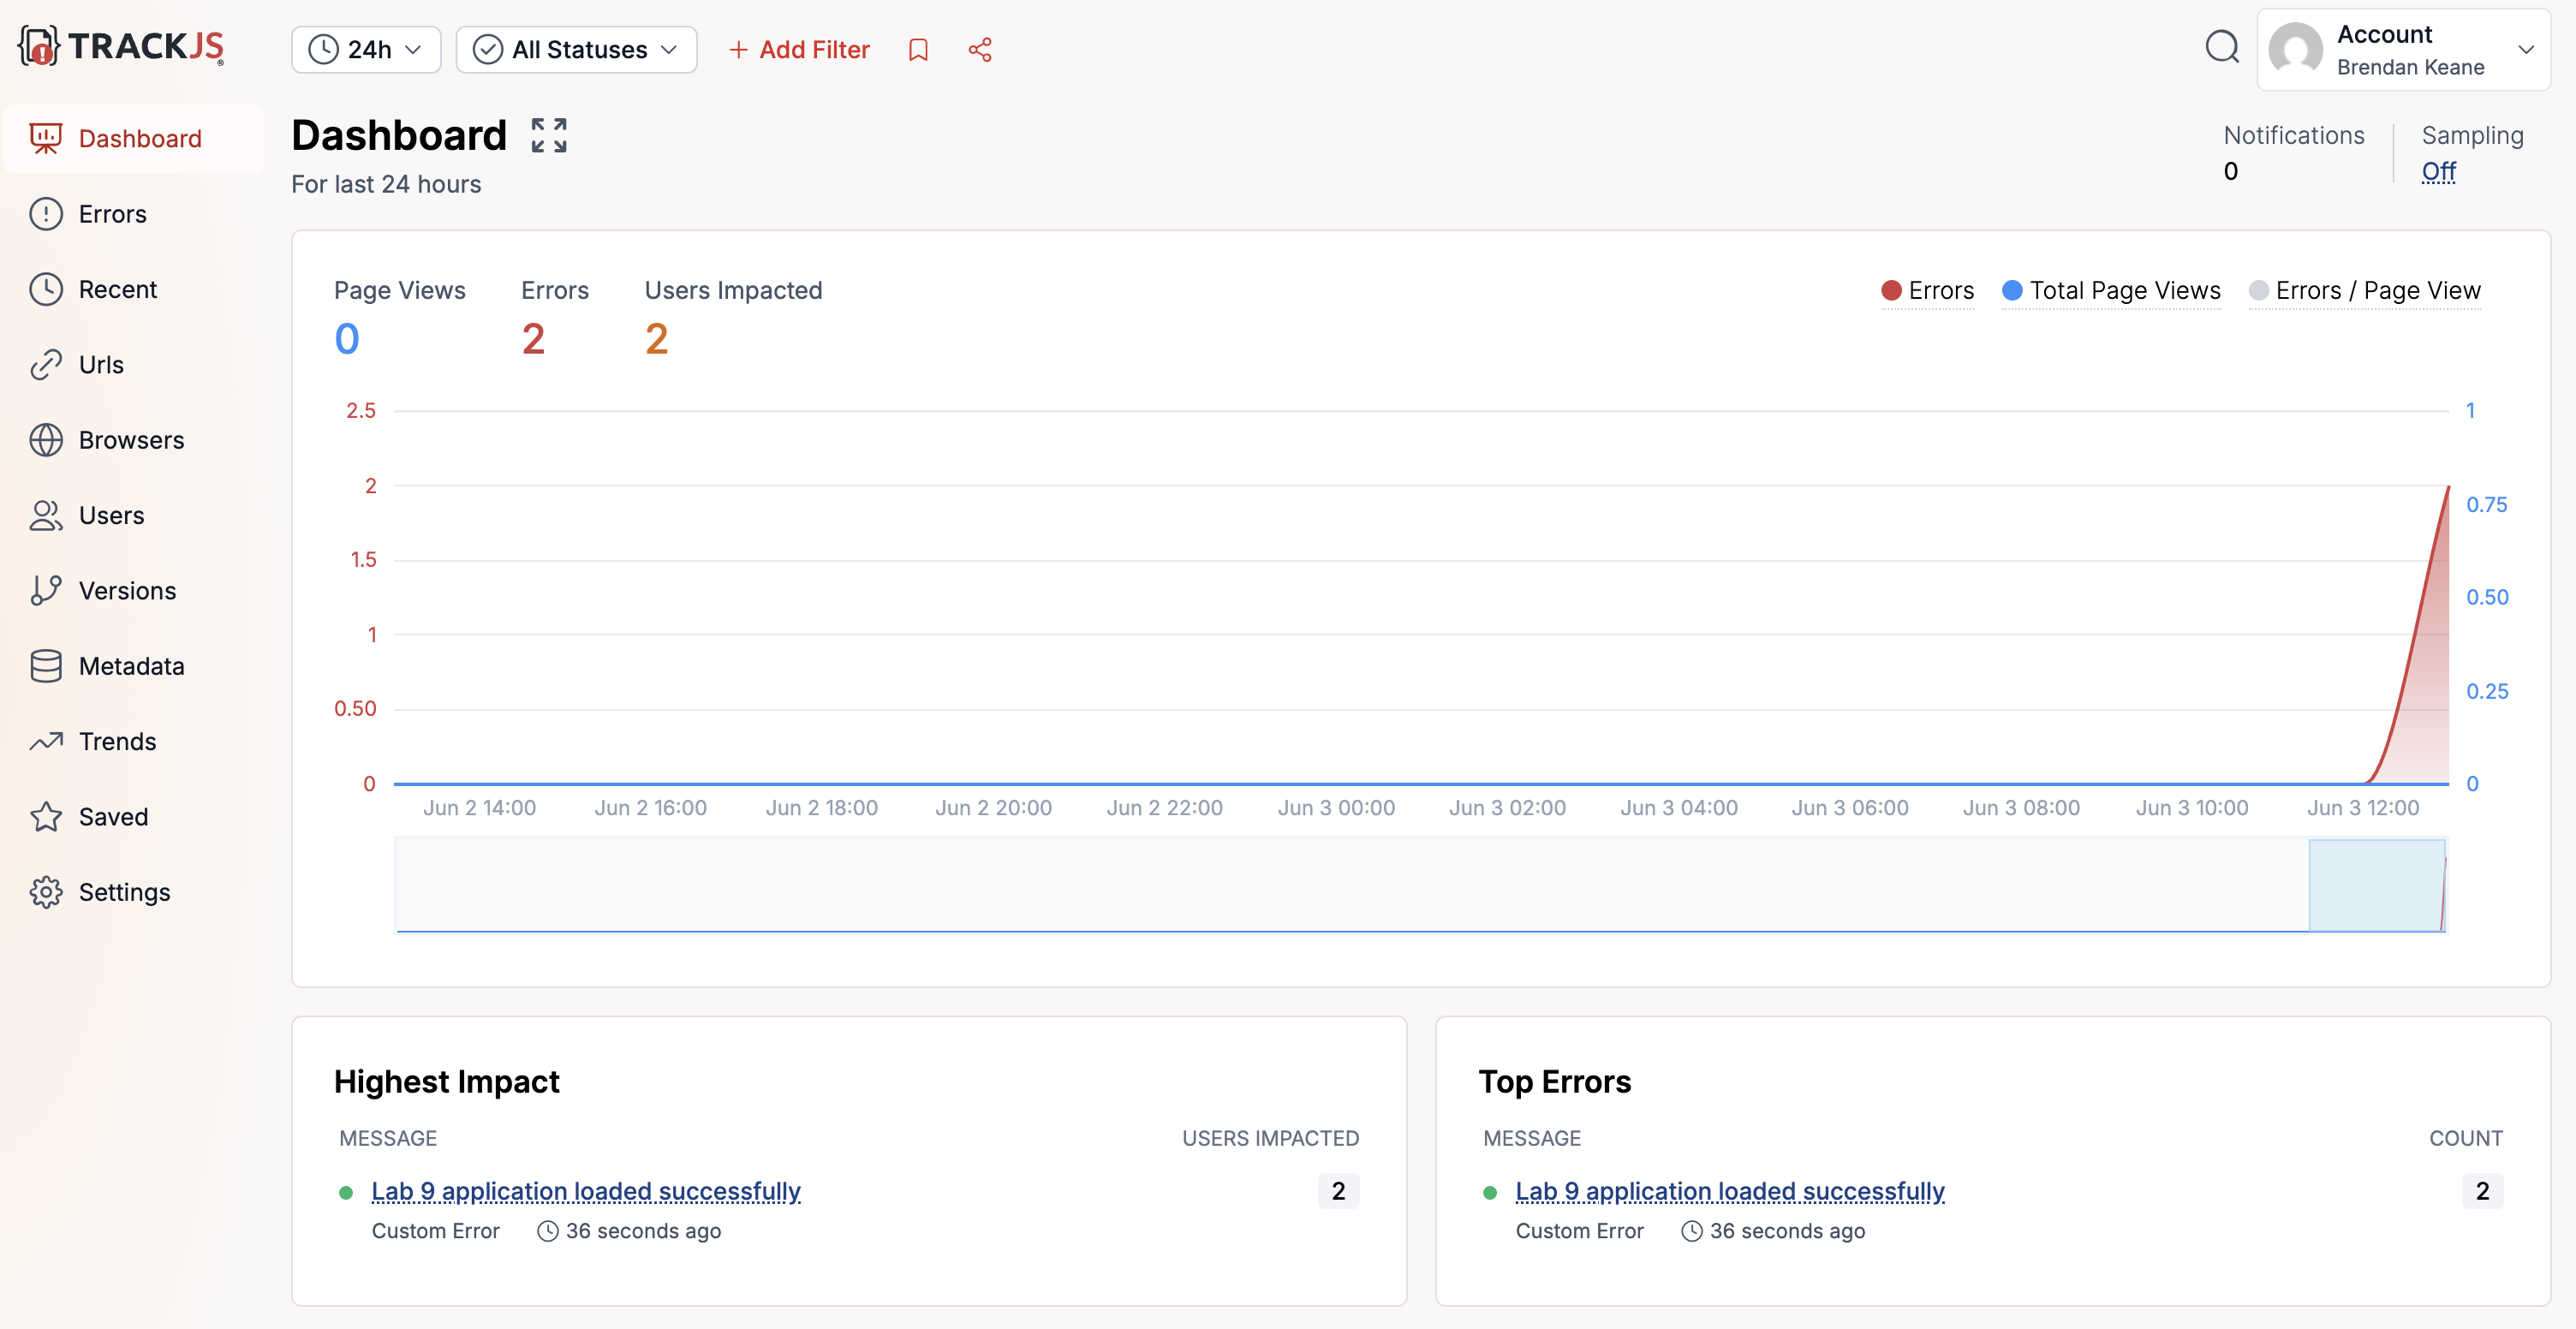 TRACKJS
24h
All Statuses
+ Add Filter
Account
Brendan Keane
Dashboard
Errors
Recent
Urls
Browsers
Users
Versions
Metadata
Trends
Saved
Settings
Dashboard
For last 24 hours
Notifications
0
Sampling
Off
Page Views
0
Errors
2
Users Impacted
2
Errors
Total Page Views
Errors / Page View
2.5
2
1.5
1
0.50
0
1
0.75
0.50
0.25
0
Jun 2 14:00
Jun 2 16:00
Jun 2 18:00
Jun 2 20:00
Jun 2 22:00
Jun 3 00:00
Jun 3 02:00
Jun 3 04:00
Jun 3 06:00
Jun 3 08:00
Jun 3 10:00
Jun 3 12:00
Highest Impact
MESSAGE USERS IMPACTED
Lab 9 application loaded successfully 2
Custom Error 36 seconds ago
Top Errors
MESSAGE COUNT
Lab 9 application loaded successfully 2
Custom Error 36 seconds ago